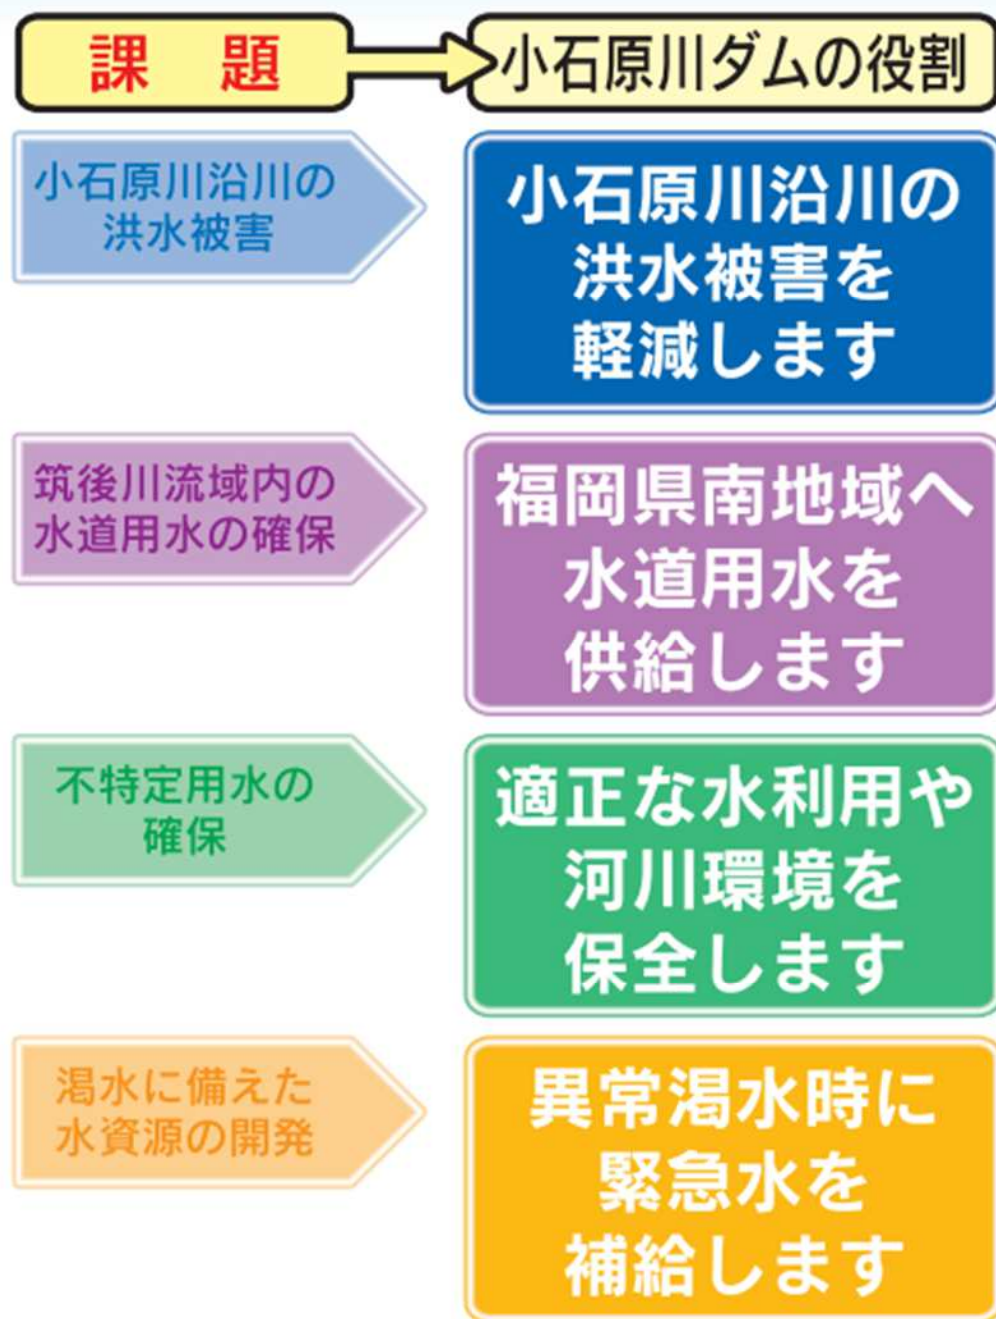 課 題
小石原川ダムの役割
小石原川沿川の
洪水被害
小石原川沿川の
洪水被害を
軽減します
筑後川流域内の
水道用水の確保
福岡県南地域へ
水道用水を
供給します
不特定用水の
確保
適正な水利用や
河川環境を
保全します
渇水に備えた
水資源の開発
異常渇水時に
緊急水を
補給します